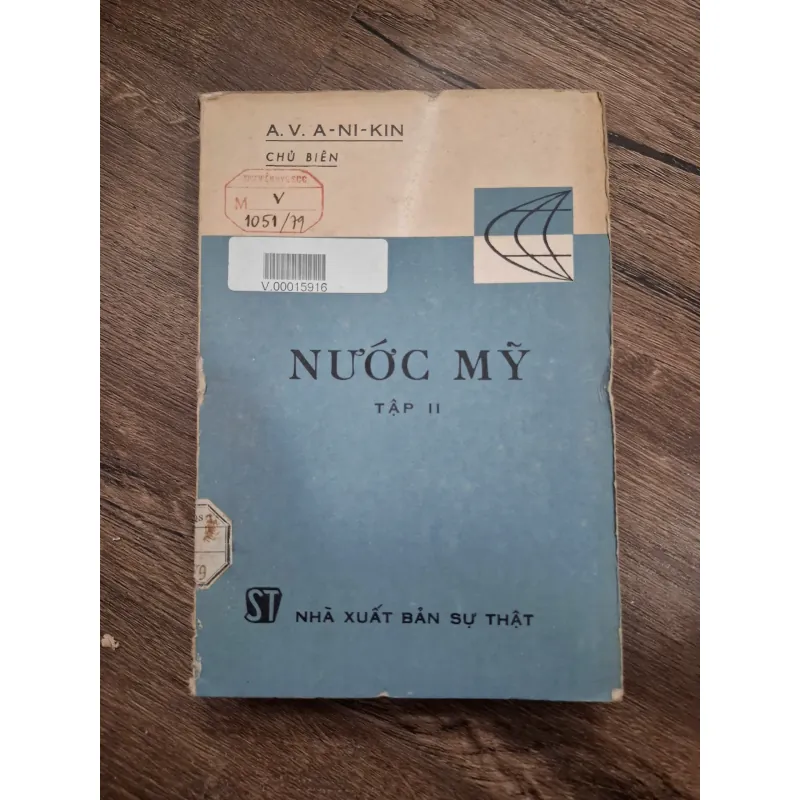 A. V. A-NI-KIN
CHỦ BIÊN
M V
1051/79
V.00015916
NƯỚC MỸ
TẬP II
ST NHÀ XUẤT BẢN SỰ THẬT